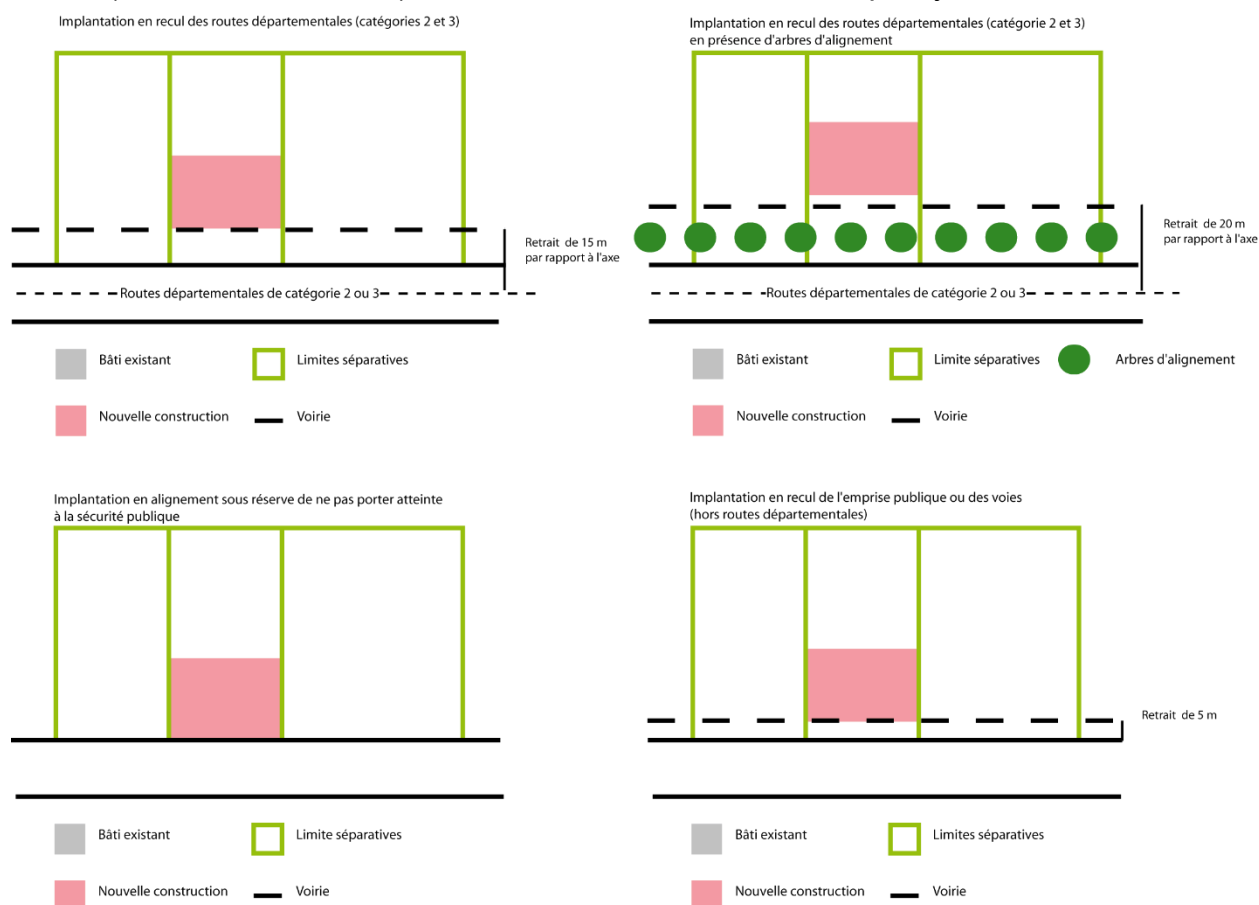 Implantation en recul des routes départementales (catégories 2 et 3)
Retrait de 15 m
par rapport à l'axe
Routes départementales de catégorie 2 ou 3
Bâti existant
Limites séparatives
Nouvelle construction
Voirie
Implantation en recul des routes départementales (catégorie 2 et 3)
en présence d'arbres d'alignement
Retrait de 20 m
par rapport à l'axe
Routes départementales de catégorie 2 ou 3
Bâti existant
Limite séparatives
Arbres d'alignement
Nouvelle construction
Voirie
Implantation en alignement sous réserve de ne pas porter atteinte
à la sécurité publique
Bâti existant
Limite séparatives
Nouvelle construction
Voirie
Implantation en recul de l'emprise publique ou des voies
(hors routes départementales)
Retrait de 5 m
Bâti existant
Limites séparatives
Nouvelle construction
Voirie